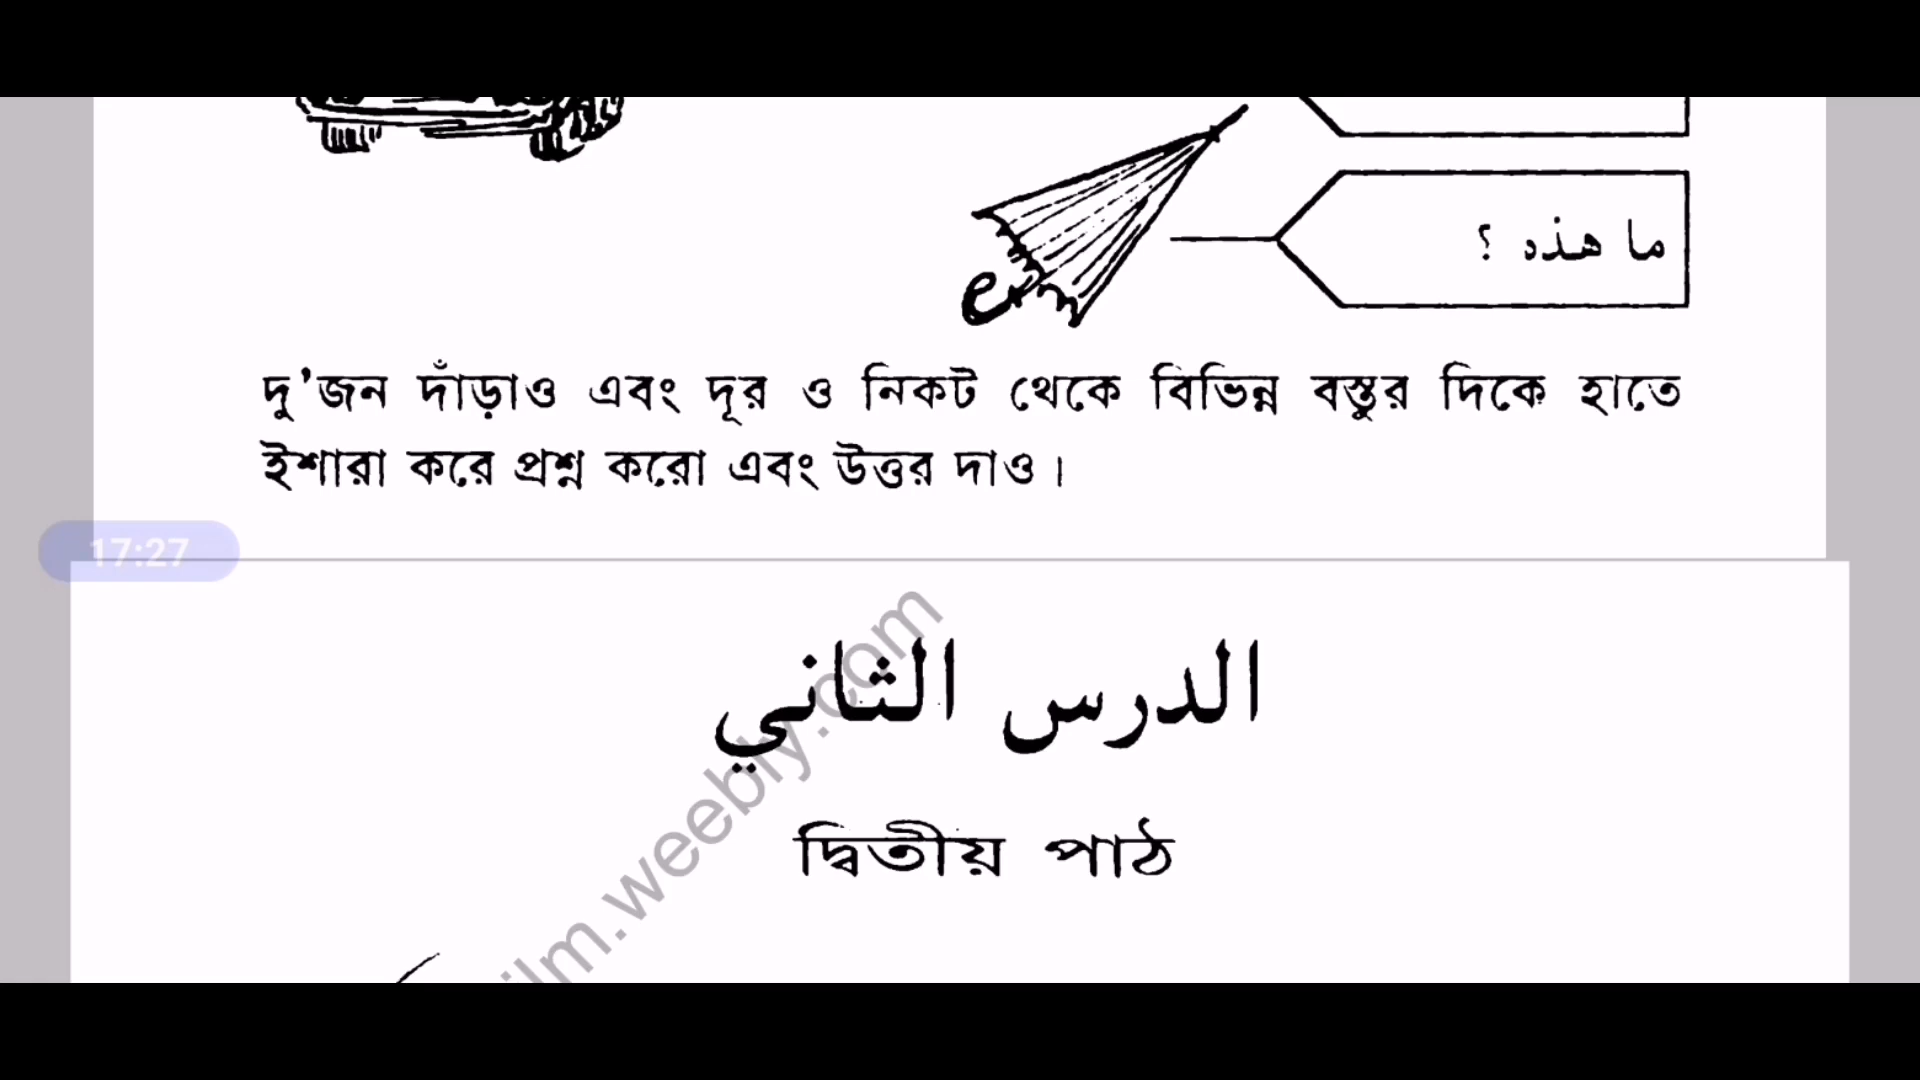 ما هذه ؟
দু’জন দাঁড়াও এবং দূর ও নিকট থেকে বিভিন্ন বস্তুর দিকে হাতে
ইশারা করে প্রশ্ন করো এবং উত্তর দাও।
17:27
الدرس الثاني
দ্বিতীয় পাঠ
ilm.weebly.com